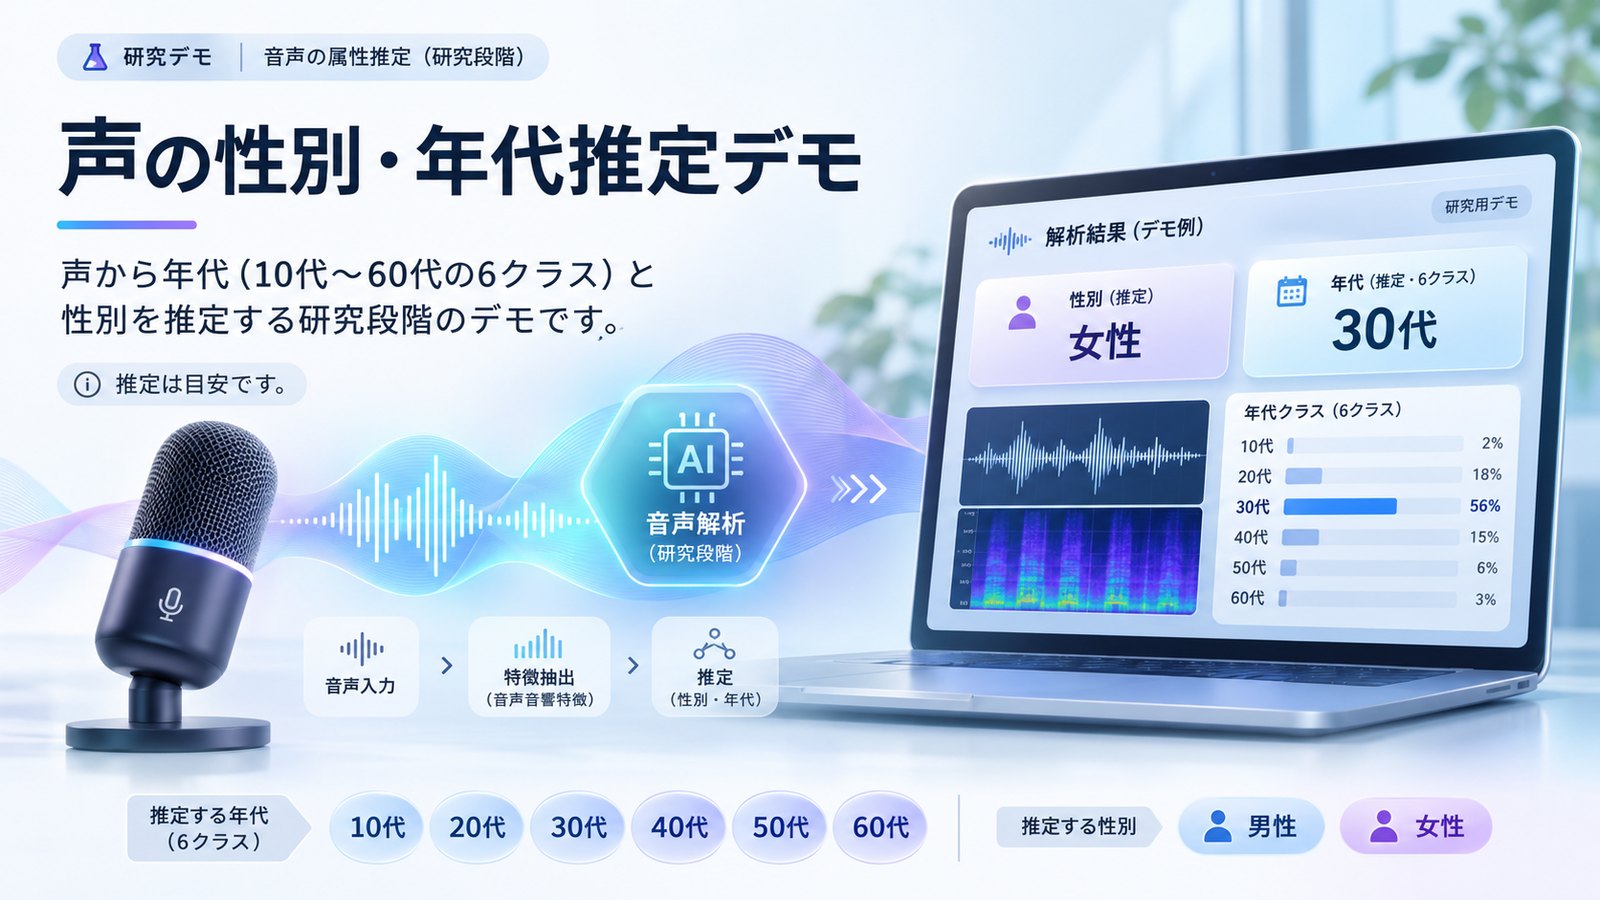 研究デモ
音声の属性推定（研究段階）
声の性別・年代推定デモ
声から年代（10代～60代の6クラス）と
性別を推定する研究段階のデモです。
推定は目安です。
AI
音声解析
（研究段階）
音声入力
特徴抽出
（音声音響特徴）
推定
（性別・年代）
研究用デモ
解析結果（デモ例）
性別（推定）
女性
年代（推定・6クラス）
30代
年代クラス（6クラス）
10代 2%
20代 18%
30代 56%
40代 15%
50代 6%
60代 3%
推定する年代
（6クラス）
10代
20代
30代
40代
50代
60代
推定する性別
男性
女性